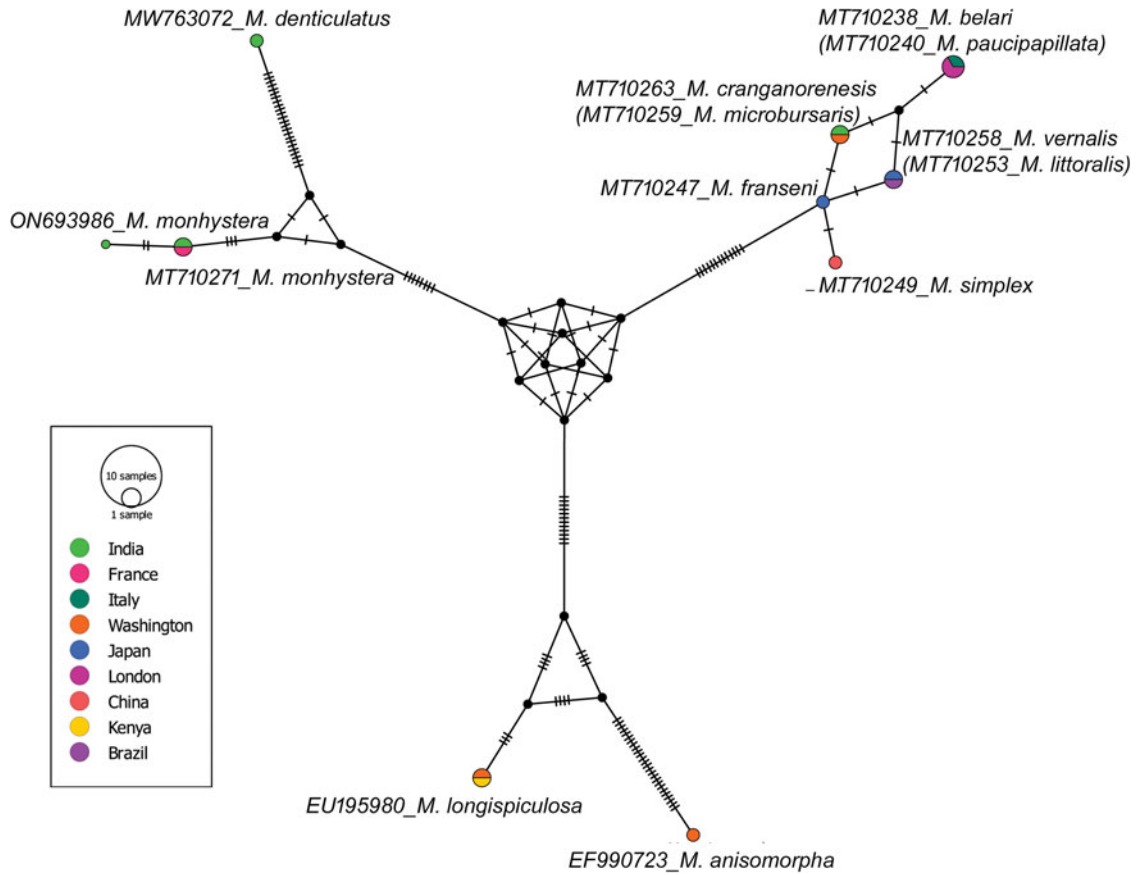 MW763072_M. denticulatus
MT710238_M. belari
(MT710240_M. paucipapillata)
MT710263_M. cranganorenesis
(MT710259_M. microbursaris)
MT710258_M. vernalis
(MT710253_M. littoralis)
MT710247_M. franseni
ON693986_M. monhystera
MT710271_M. monhystera
MT710249_M. simplex
10 samples
1 sample
India
France
Italy
Washington
Japan
London
China
Kenya
Brazil
EU195980_M. longispiculosa
EF990723_M. anisomorpha